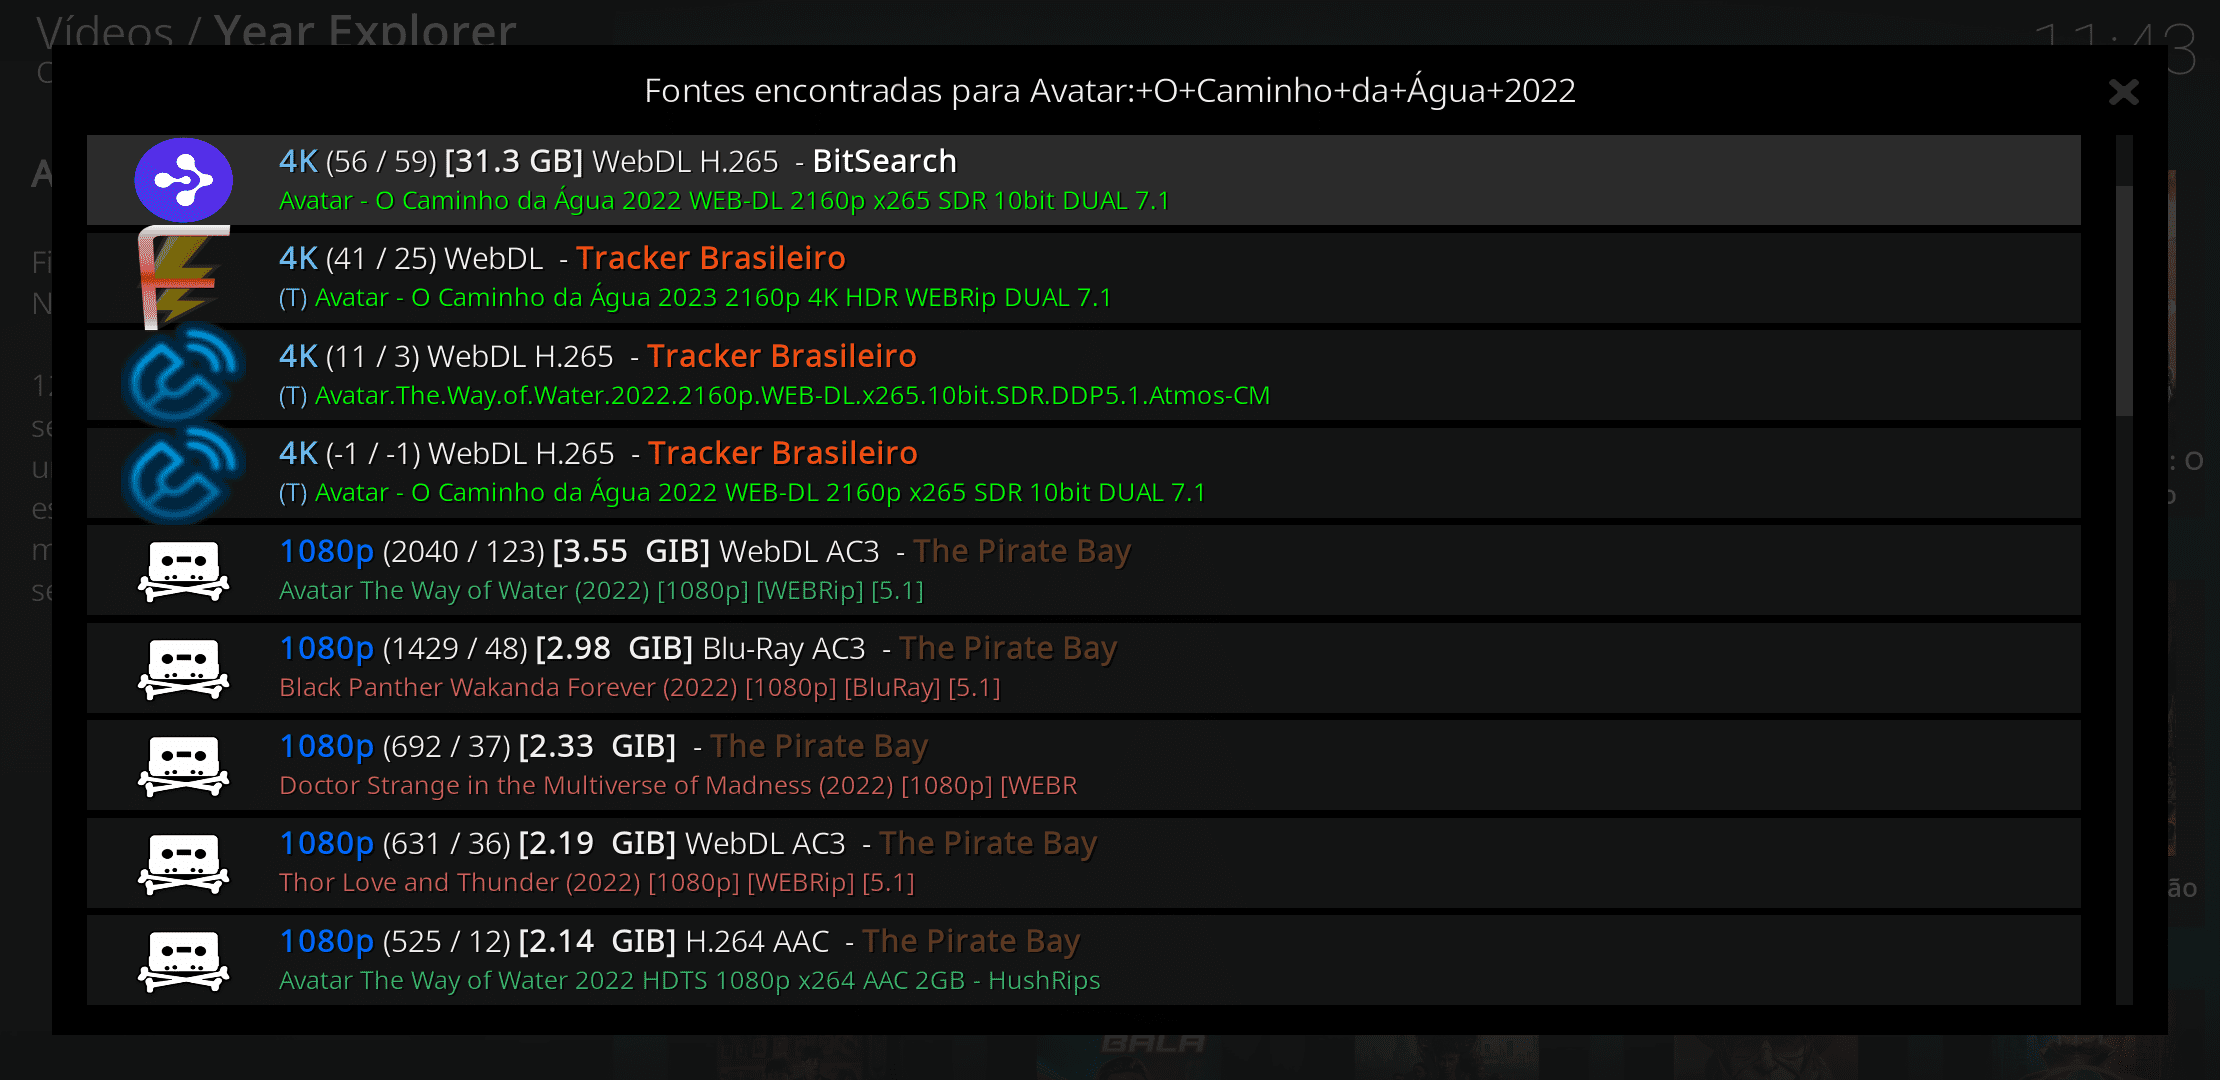 Vídeos / Year Explorer
11:43
Fontes encontradas para Avatar:+O+Caminho+da+Água+2022
4K (56 / 59) [31.3 GB] WebDL H.265 - BitSearch
Avatar - O Caminho da Água 2022 WEB-DL 2160p x265 SDR 10bit DUAL 7.1
4K (41 / 25) WebDL - Tracker Brasileiro
(T) Avatar - O Caminho da Água 2023 2160p 4K HDR WEBRip DUAL 7.1
4K (11 / 3) WebDL H.265 - Tracker Brasileiro
(T) Avatar.The.Way.of.Water.2022.2160p.WEB-DL.x265.10bit.SDR.DDP5.1.Atmos-CM
4K (-1 / -1) WebDL H.265 - Tracker Brasileiro
(T) Avatar - O Caminho da Água 2022 WEB-DL 2160p x265 SDR 10bit DUAL 7.1
: O
1080p (2040 / 123) [3.55 GIB] WebDL AC3 - The Pirate Bay
Avatar The Way of Water (2022) [1080p] [WEBRip] [5.1]
1080p (1429 / 48) [2.98 GIB] Blu-Ray AC3 - The Pirate Bay
Black Panther Wakanda Forever (2022) [1080p] [BluRay] [5.1]
1080p (692 / 37) [2.33 GIB] - The Pirate Bay
Doctor Strange in the Multiverse of Madness (2022) [1080p] [WEBR
1080p (631 / 36) [2.19 GIB] WebDL AC3 - The Pirate Bay
Thor Love and Thunder (2022) [1080p] [WEBRip] [5.1]
ão
1080p (525 / 12) [2.14 GIB] H.264 AAC - The Pirate Bay
Avatar The Way of Water 2022 HDTS 1080p x264 AAC 2GB - HushRips
BALA